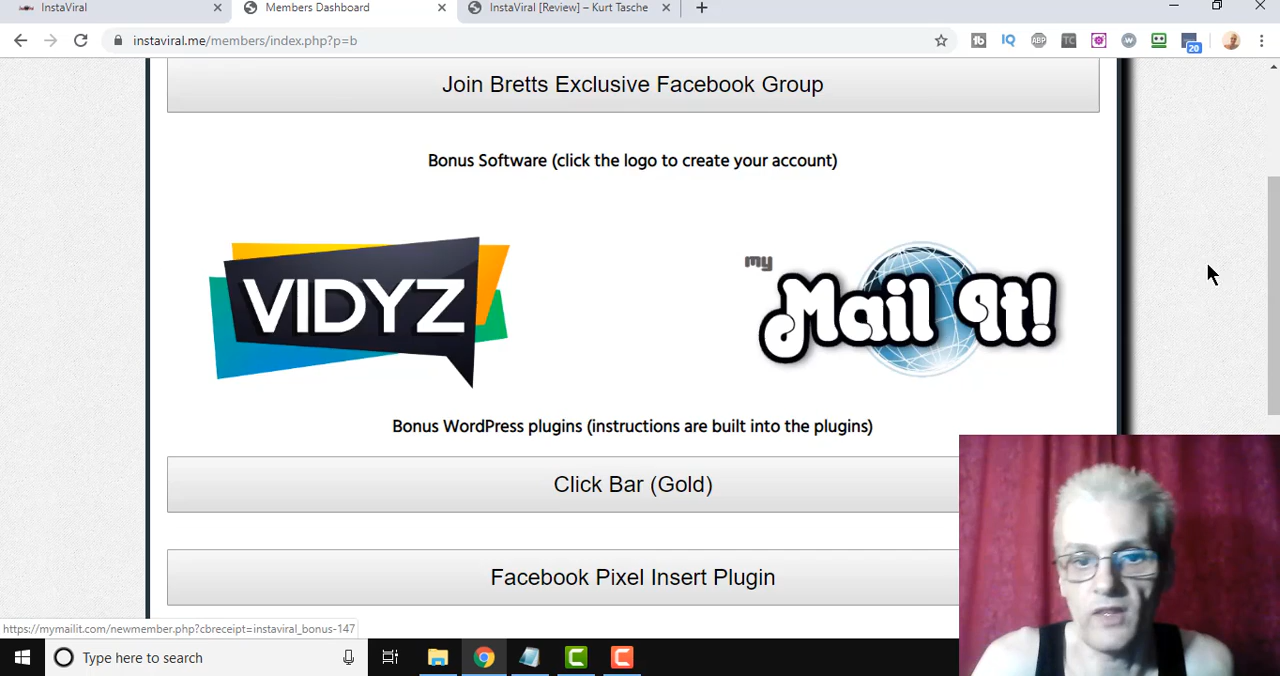 InstaViral
Members Dashboard
InstaViral [Review] – Kurt Tasche
instaviral.me/members/index.php?p=b
20
Join Bretts Exclusive Facebook Group
Bonus Software (click the logo to create your account)
VIDYZ
my
Mail It!
Bonus WordPress plugins (instructions are built into the plugins)
Click Bar (Gold)
Facebook Pixel Insert Plugin
https://mymailit.com/newmember.php?cbreceipt=instaviral_bonus-147
Type here to search